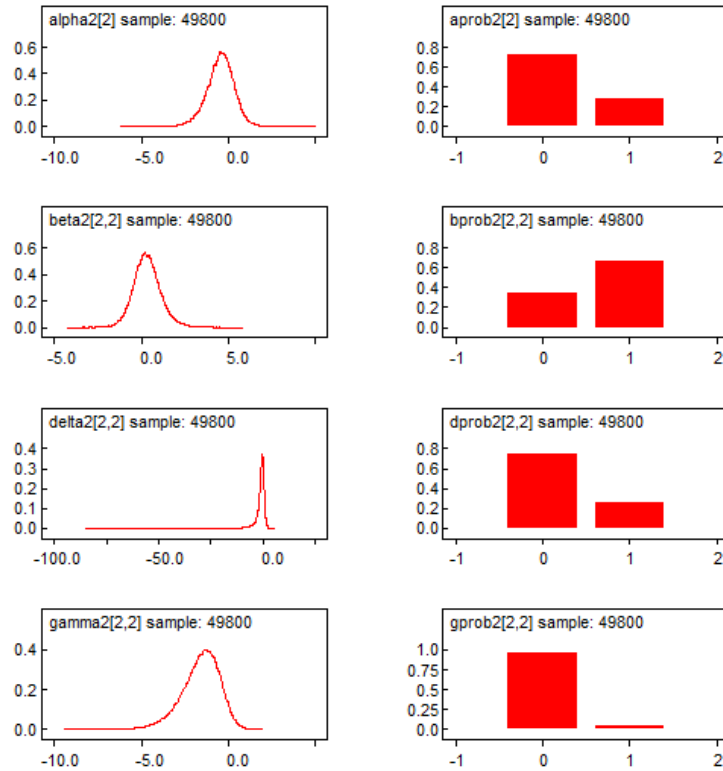 alpha2[2] sample: 49800
0.6
0.4
0.2
0.0
-10.0 -5.0 0.0
aprob2[2] sample: 49800
0.8
0.6
0.4
0.2
0.0
-1 0 1 2
beta2[2,2] sample: 49800
0.6
0.4
0.2
0.0
-5.0 0.0 5.0
bprob2[2,2] sample: 49800
0.8
0.6
0.4
0.2
0.0
-1 0 1 2
delta2[2,2] sample: 49800
0.4
0.3
0.2
0.1
0.0
-100.0 -50.0 0.0
dprob2[2,2] sample: 49800
0.8
0.6
0.4
0.2
0.0
-1 0 1 2
gamma2[2,2] sample: 49800
0.4
0.2
0.0
-10.0 -5.0 0.0
gprob2[2,2] sample: 49800
1.0
0.75
0.5
0.25
0.0
-1 0 1 2